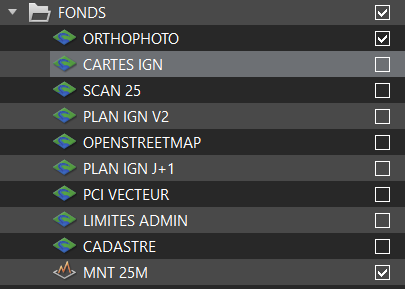 FONDS
ORTHOPHOTO
CARTES IGN
SCAN 25
PLAN IGN V2
OPENSTREETMAP
PLAN IGN J+1
PCI VECTEUR
LIMITES ADMIN
CADASTRE
MNT 25M